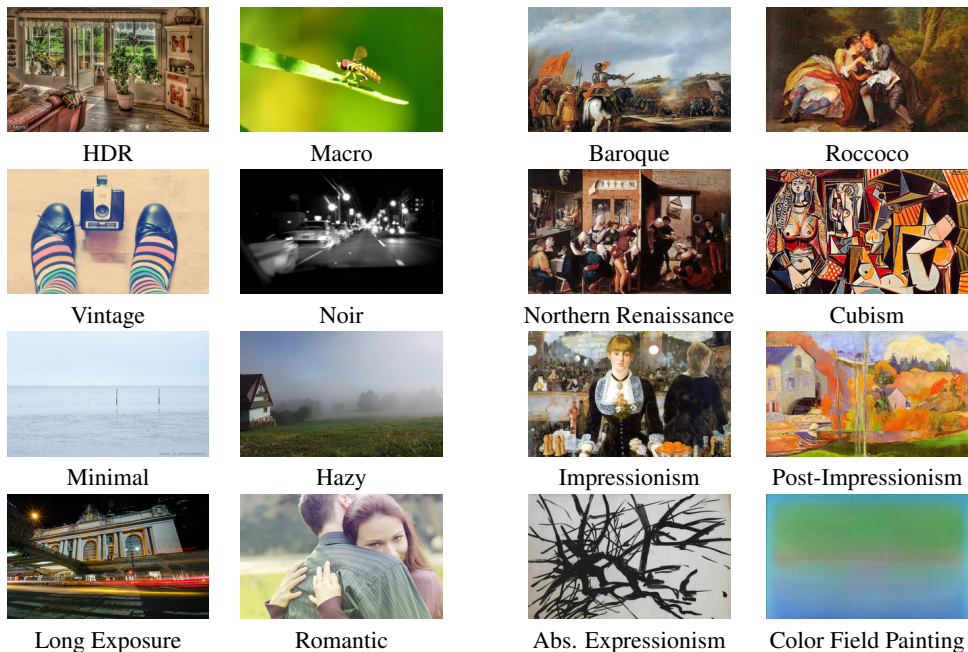 HDR
Macro
Baroque
Roccoco
Vintage
Noir
Northern Renaissance
Cubism
Minimal
Hazy
Impressionism
Post-Impressionism
Long Exposure
Romantic
Abs. Expressionism
Color Field Painting